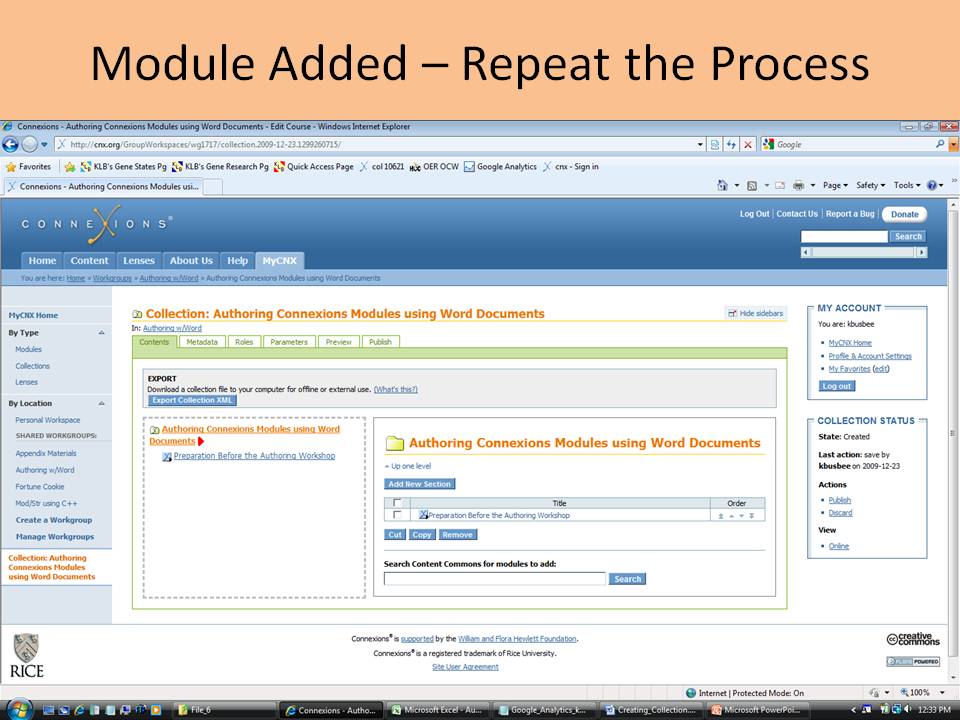 Module Added – Repeat the Process
Connexions - Authoring Connexions Modules using Word Documents - Edit Course - Windows Internet Explorer
http://cnx.org/GroupWorkspaces/wg1717/collection.2009-12-23.1299260715/
Google
Favorites KLB's Gene States Pg KLB's Gene Research Pg Quick Access Page col10621 OER OCW Google Analytics cnx - Sign in
Connexions - Authoring Connexions Modules usi... Page Safety Tools
CONNEXIONS®
Log Out | Contact Us | Report a Bug Donate
Search
Home Content Lenses About Us Help MyCNX
You are here: Home » Workgroups » Authoring w/Word » Authoring Connexions Modules using Word Documents
MyCNX Home
By Type
Modules
Collections
Lenses
By Location
Personal Workspace
SHARED WORKGROUPS:
Appendix Materials
Authoring w/Word
Fortune Cookie
Mod/Str using C++
Create a Workgroup
Manage Workgroups
Collection: Authoring
Connexions Modules
using Word Documents
Collection: Authoring Connexions Modules using Word Documents
Hide sidebars
In: Authoring w/Word
Contents Metadata Roles Parameters Preview Publish
EXPORT
Download a collection file to your computer for offline or external use. (What's this?)
Export Collection XML
Authoring Connexions Modules using Word
Documents
Preparation Before the Authoring Workshop
Authoring Connexions Modules using Word Documents
Up one level
Add New Section
Title Order
Preparation Before the Authoring Workshop
Cut Copy Remove
Search Content Commons for modules to add:
Search
MY ACCOUNT
You are: kbusbee
MyCNX Home
Profile & Account Settings
My Favorites (edit)
Log out
COLLECTION STATUS
State: Created
Last action: save by
kbusbee on 2009-12-23
Actions
Publish
Discard
View
Online
RICE
Connexions® is supported by the William and Flora Hewlett Foundation.
Connexions® is a registered trademark of Rice University.
Site User Agreement
cc creative commons
PLONE POWERED
Internet | Protected Mode: On 100%
File_6 Connexions - Autho... Microsoft Excel - Au... Google_Analytics_k... Creating_Collection... Microsoft PowerPoi... 12:33 PM